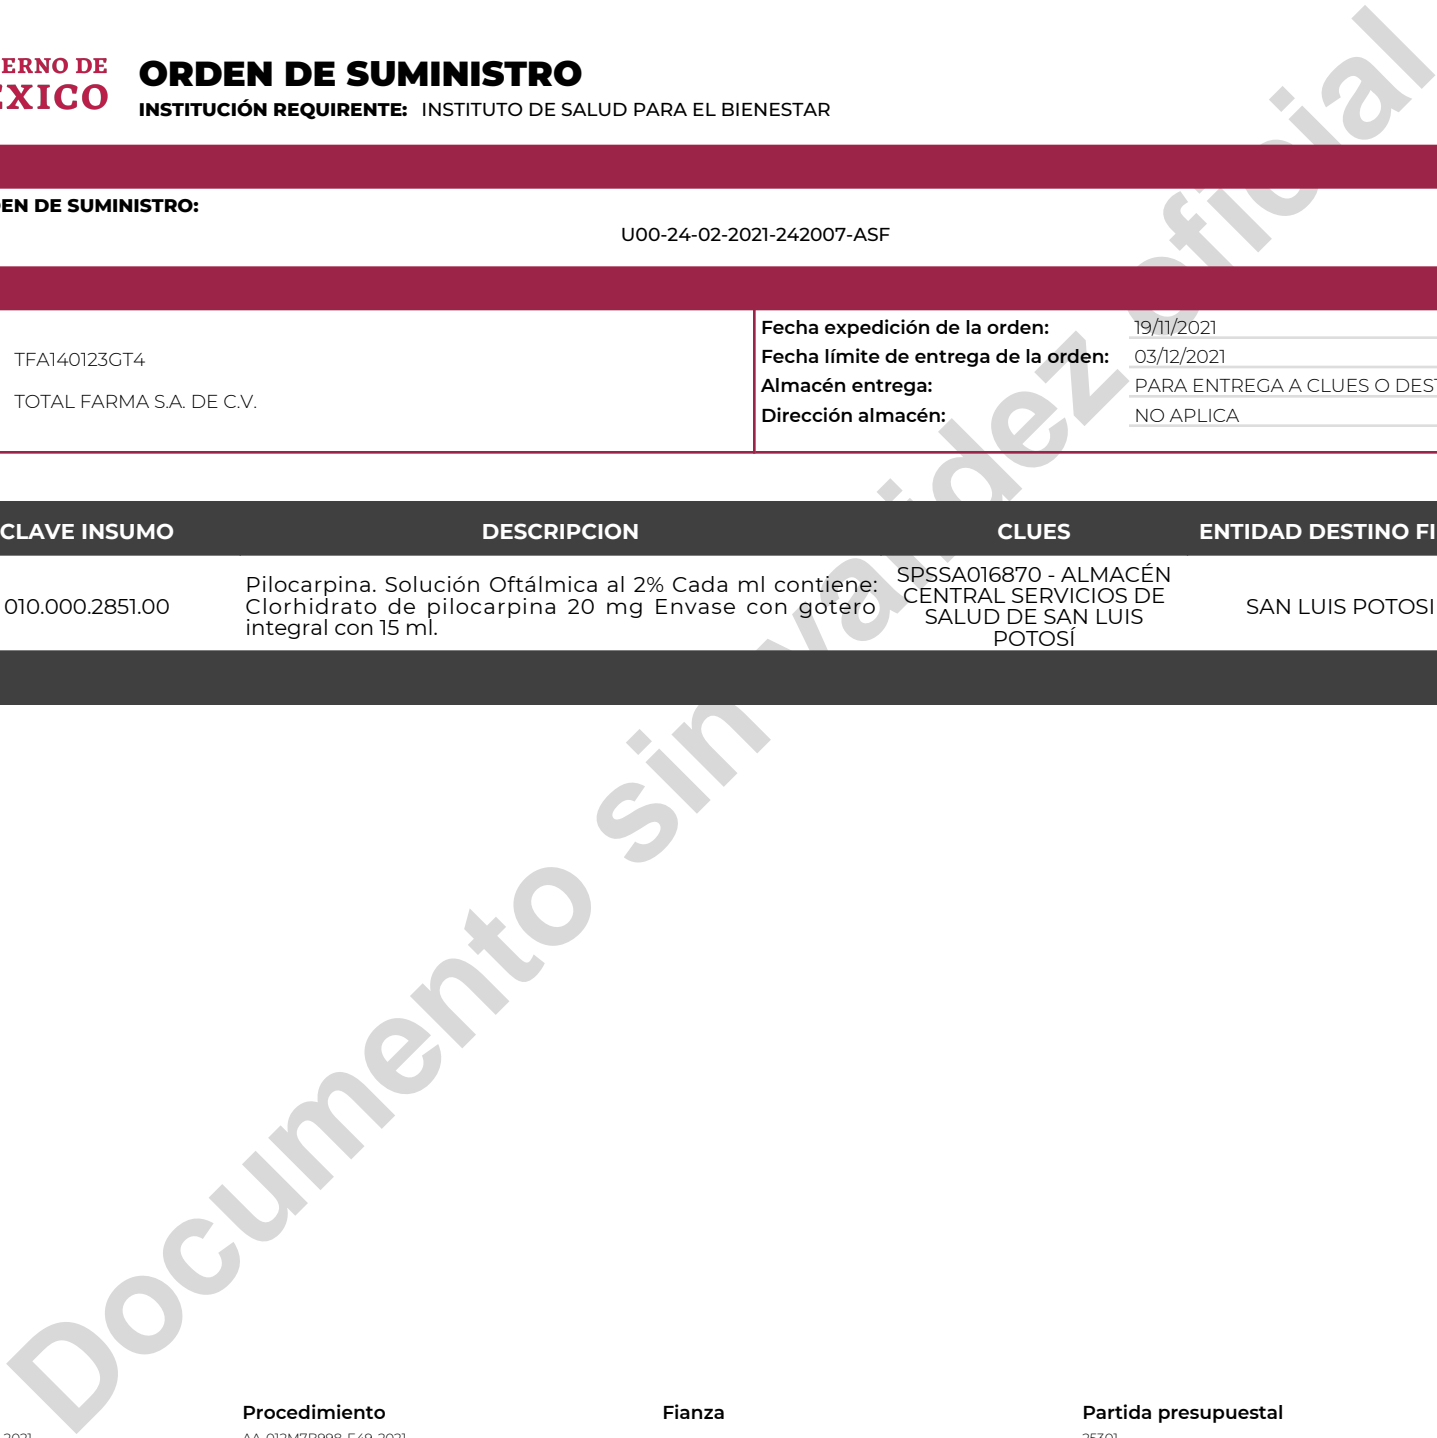 ERNO DE
ORDEN DE SUMINISTRO
INSTITUCIÓN REQUIRENTE: INSTITUTO DE SALUD PARA EL BIENESTAR
EN DE SUMINISTRO:
U00-24-02-2021-242007-ASF
TFA140123GT4
TOTAL FARMA S.A. DE C.V.
Fecha expedición de la orden: 19/11/2021
Fecha límite de entrega de la orden: 03/12/2021
Almacén entrega: PARA ENTREGA A CLUES O DEST
Dirección almacén: NO APLICA
CLAVE INSUMO DESCRIPCION CLUES ENTIDAD DESTINO FI
010.000.2851.00
Pilocarpina. Solución Oftálmica al 2% Cada ml contiene:
Clorhidrato de pilocarpina 20 mg Envase con gotero
integral con 15 ml.
SPSSA016870 - ALMACÉN
CENTRAL SERVICIOS DE
SALUD DE SAN LUIS
POTOSÍ
SAN LUIS POTOSI
Documento sin validez oficial
Procedimiento Fianza Partida presupuestal